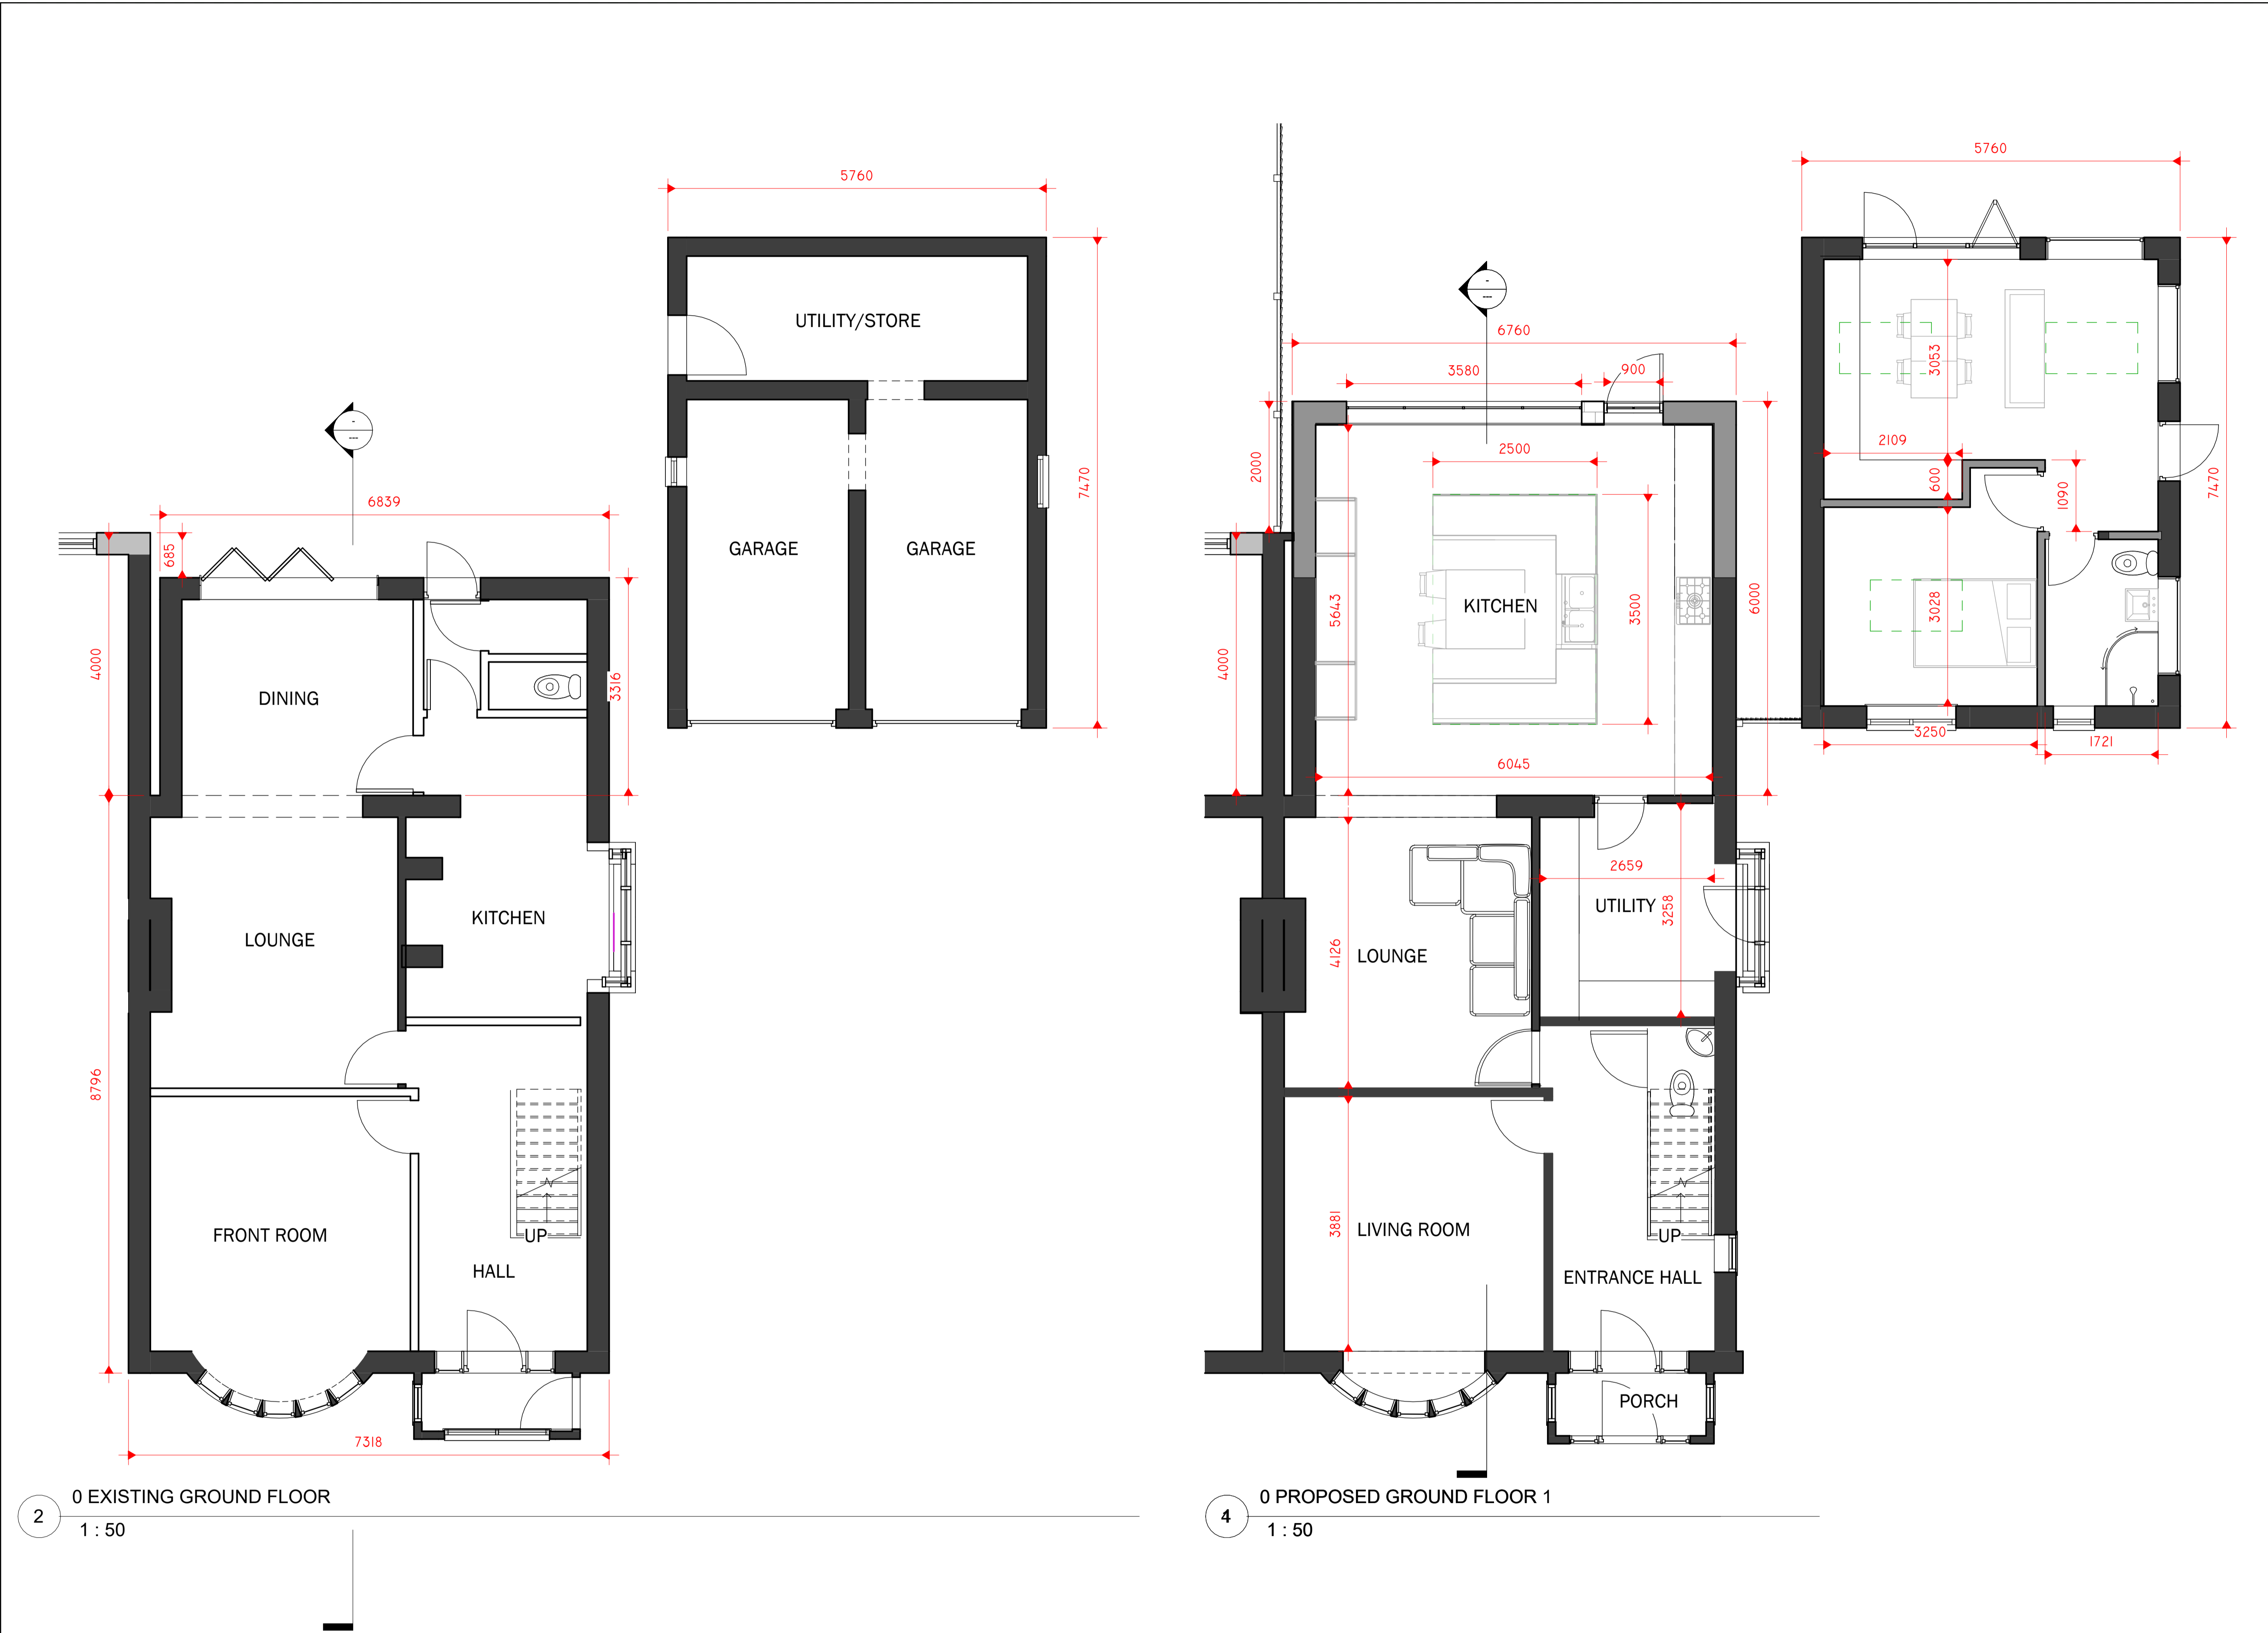 5760
UTILITY/STORE
GARAGE
GARAGE
7470
-
---
6839
685
4000
DINING
3316
LOUNGE
KITCHEN
8796
FRONT ROOM
UP
HALL
7318
2
0 EXISTING GROUND FLOOR
1 : 50
-
---
6760
3580
900
2000
2500
5643
KITCHEN
3500
6000
4000
6045
2659
UTILITY
3258
4126
LOUNGE
3881
LIVING ROOM
UP
ENTRANCE HALL
PORCH
5760
3053
2109
600
1090
7470
3028
3250
1721
4
0 PROPOSED GROUND FLOOR 1
1 : 50